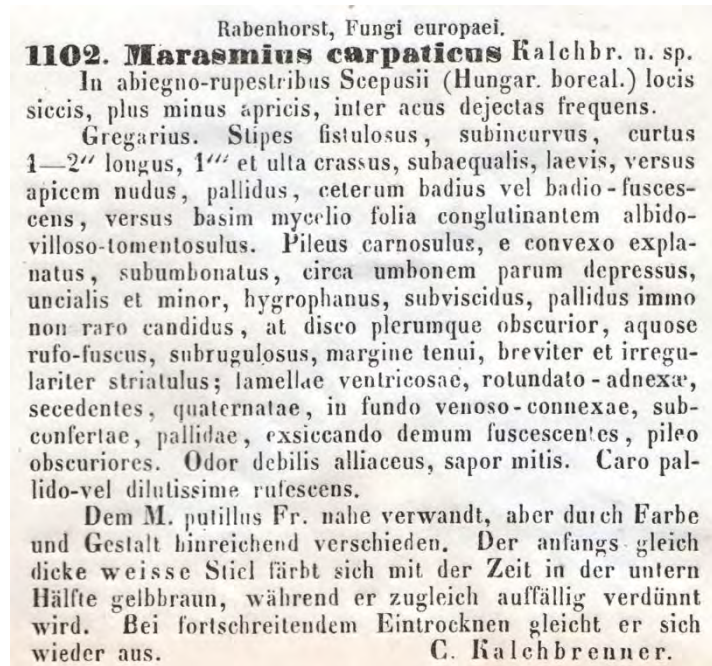 Rabenhorst, Fungi europaei.
1102. Marasmius carpaticus Kalchbr. n. sp.
In abiegno-rupestribus Scepusii (Hungar. boreal.) locis
siccis, plus minus apricis, inter acus dejectas frequens.
Gregarius. Stipes fistulosus, subincurvus, curtus
1—2″ longus, 1‴ et ulta crassus, subaequalis, laevis, versus
apicem nudus, pallidus, ceterum badius vel badio-fusces-
cens, versus basim mycelio folia conglutinantem albido-
villoso-tomentosulus. Pileus carnosulus, e convexo expla-
natus, subumbonatus, circa umbonem parum depressus,
uncialis et minor, hygrophanus, subviscidus, pallidus immo
non raro candidus, at disco plerumque obscurior, aquose
rufo-fuscus, subrugulosus, margine tenui, breviter et irregu-
lariter striatulus; lamellae ventricosae, rotundato-adnexæ,
secedentes, quaternatae, in fundo venoso-connexae, sub-
confertae, pallidae, exsiccando demum fuscescentes, pileo
obscuriores. Odor debilis alliaceus, sapor mitis. Caro pal-
lido-vel dilutissime rufescens.
Dem M. putillus Fr. nahe verwandt, aber durch Farbe
und Gestalt hinreichend verschieden. Der anfangs gleich
dicke weisse Stiel färbt sich mit der Zeit in der untern
Hälfte gelbbraun, während er zugleich auffällig verdünnt
wird. Bei fortschreitendem Eintrocknen gleicht er sich
wieder aus. C. Kalchbrenner.